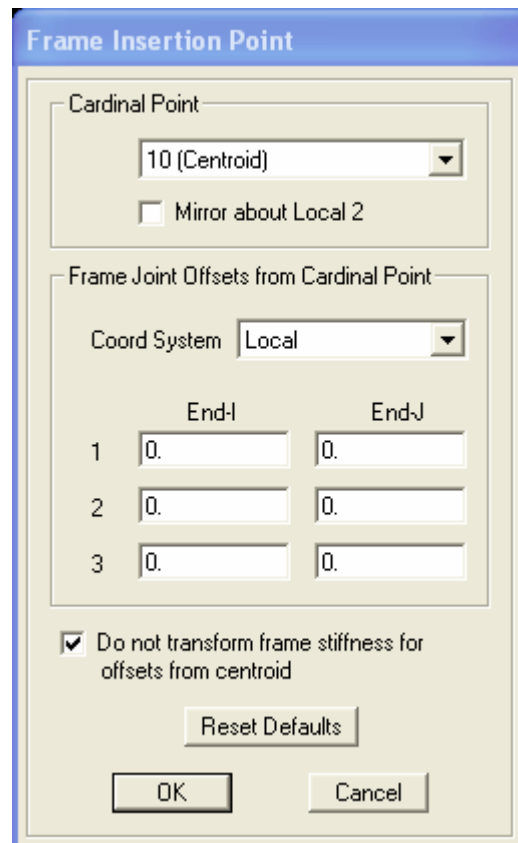 Frame Insertion Point
Cardinal Point
10 (Centroid)
Mirror about Local 2
Frame Joint Offsets from Cardinal Point
Coord System Local
End-I End-J
1 0. 0.
2 0. 0.
3 0. 0.
Do not transform frame stiffness for
offsets from centroid
Reset Defaults
OK Cancel